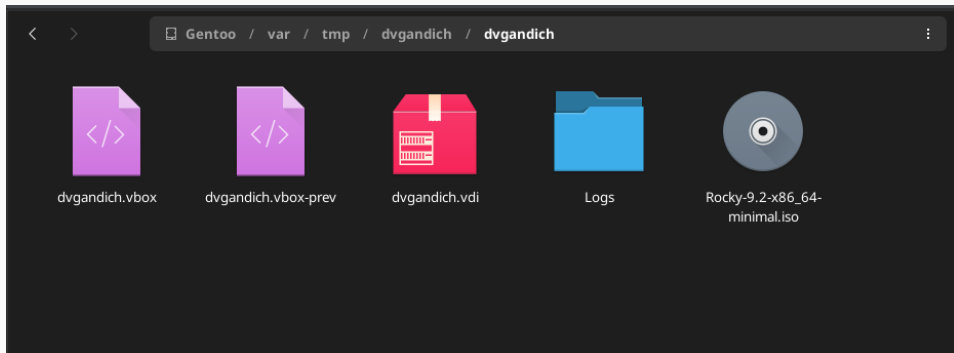 Gentoo / var / tmp / dvgandich / dvgandich
dvgandich.vbox
dvgandich.vbox-prev
dvgandich.vdi
Logs
Rocky-9.2-x86_64-
minimal.iso